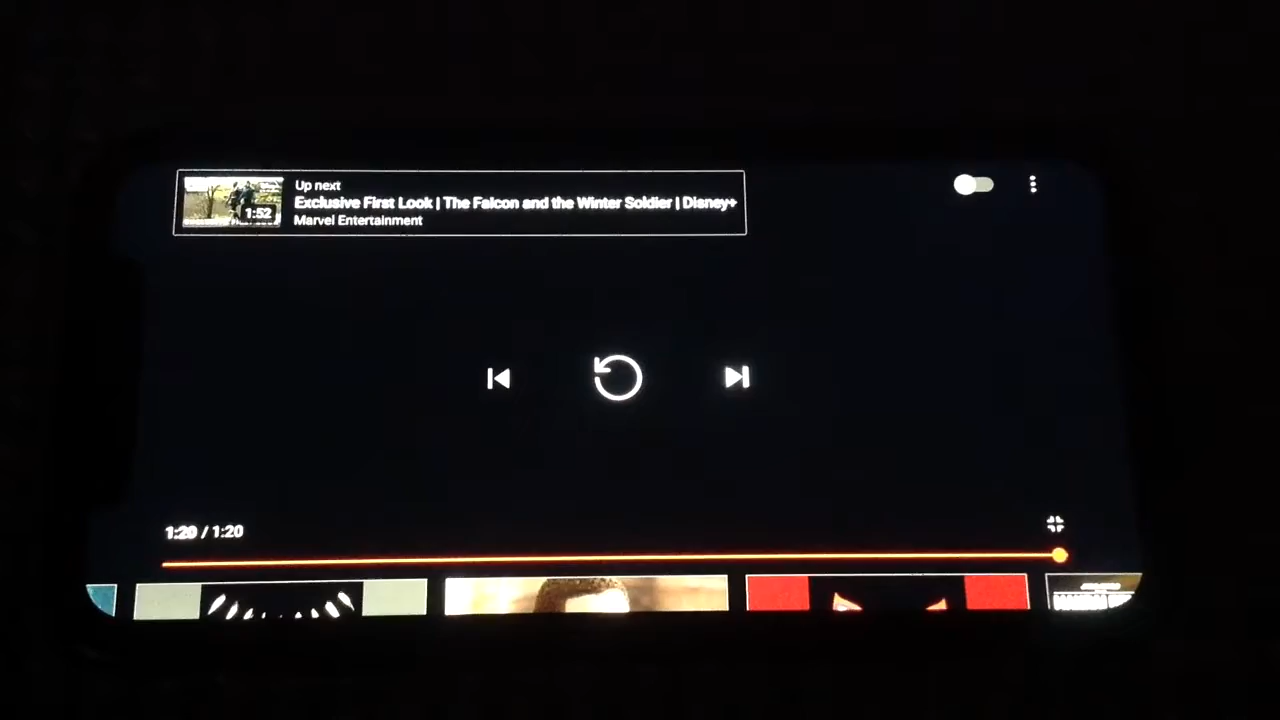 Up next
Exclusive First Look | The Falcon and the Winter Soldier | Disney+
Marvel Entertainment
1:52
1:20 / 1:20